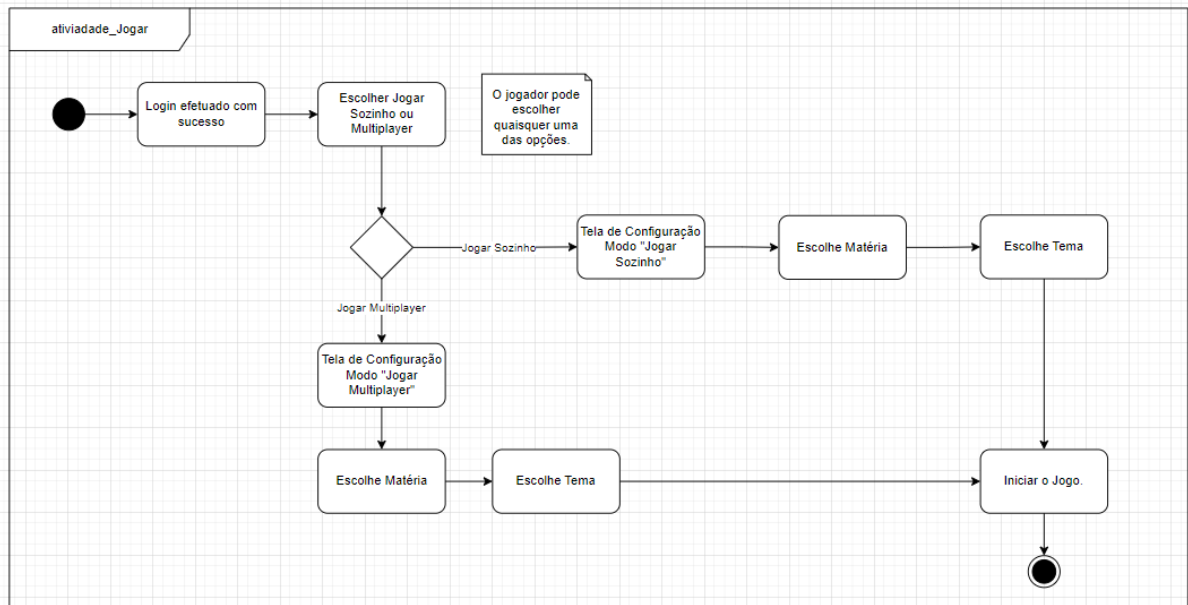 ativiadade_Jogar
Login efetuado com
sucesso
Escolher Jogar
Sozinho ou
Multiplayer
O jogador pode
escolher
quaisquer uma
das opções.
Jogar Sozinho
Tela de Configuração
Modo "Jogar
Sozinho"
Escolhe Matéria
Escolhe Tema
Jogar Multiplayer
Tela de Configuração
Modo "Jogar
Multiplayer"
Escolhe Matéria
Escolhe Tema
Iniciar o Jogo.